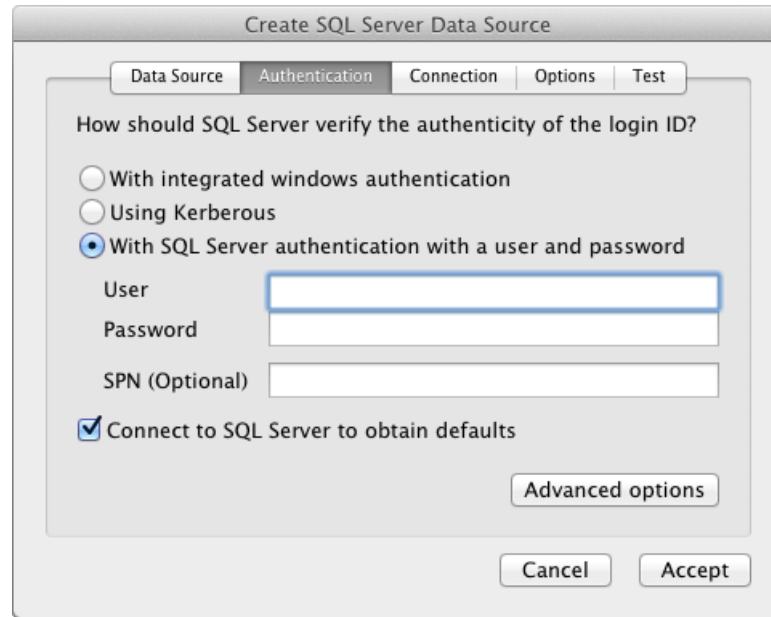 Create SQL Server Data Source
Data Source Authentication Connection Options Test
How should SQL Server verify the authenticity of the login ID?
With integrated windows authentication
Using Kerberous
With SQL Server authentication with a user and password
User
Password
SPN (Optional)
Connect to SQL Server to obtain defaults
Advanced options
Cancel Accept